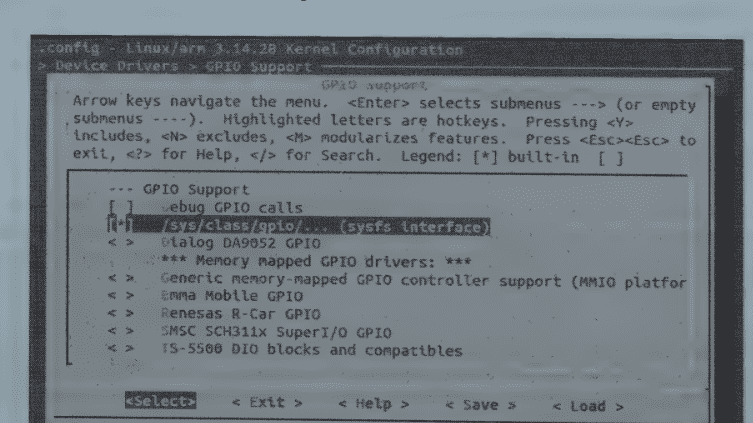 .config - Linux/arm 3.14.28 Kernel Configuration
> Device Drivers > GPIO Support
GPIO Support
Arrow keys navigate the menu. <Enter> selects submenus ---> (or empty
submenus ----). Highlighted letters are hotkeys. Pressing <Y>
includes, <N> excludes, <M> modularizes features. Press <Esc><Esc> to
exit, <?> for Help, </> for Search. Legend: [*] built-in [ ]
--- GPIO Support
[ ] Debug GPIO calls
[*] /sys/class/gpio/... (sysfs interface)
< > Dialog DA9052 GPIO
*** Memory mapped GPIO drivers: ***
< > Generic memory-mapped GPIO controller support (MMIO platfor
< > Emma Mobile GPIO
< > Renesas R-Car GPIO
< > SMSC SCH311x SuperI/O GPIO
< > TS-5500 DIO blocks and compatibles
<Select> < Exit > < Help > < Save > < Load >